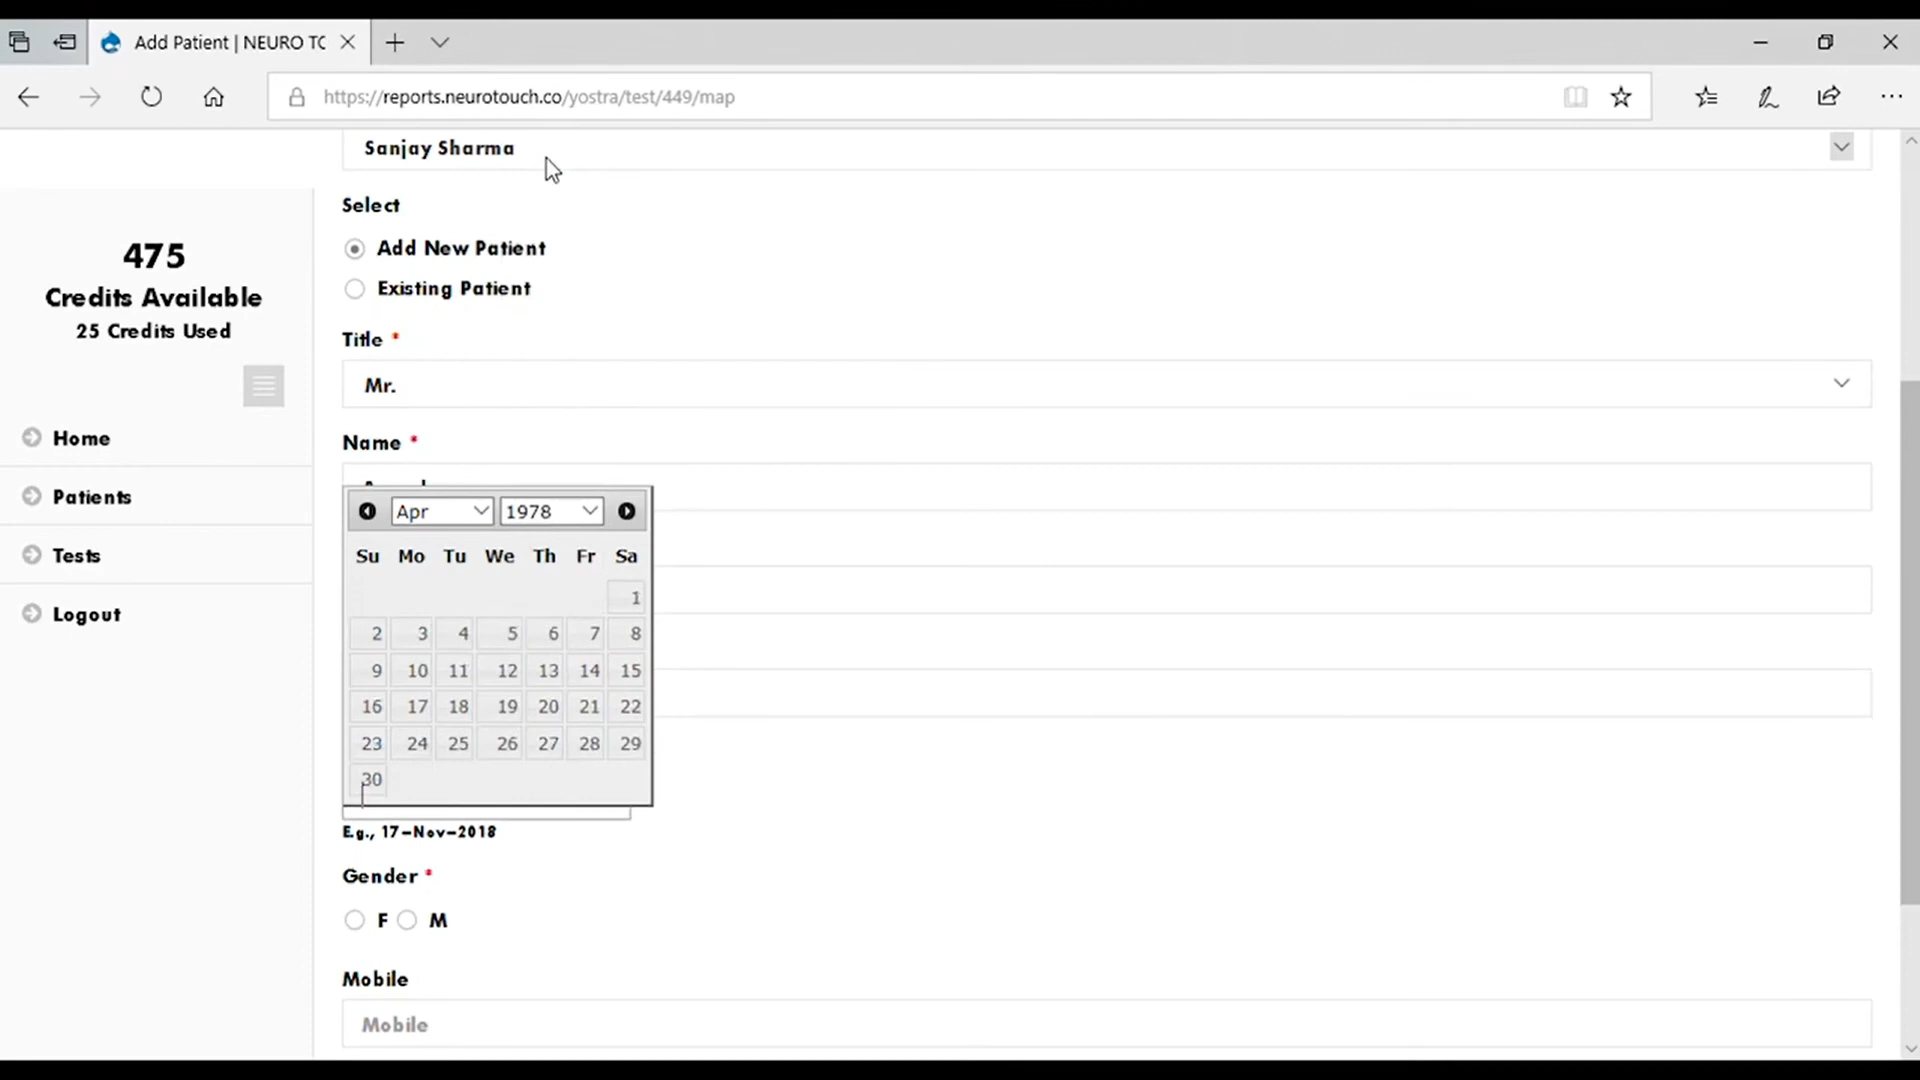 Add Patient | NEURO TO
https://reports.neurotouch.co/yostra/test/449/map
Sanjay Sharma
Select
Add New Patient
Existing Patient
475
Credits Available
25 Credits Used
Title *
Mr.
Name *
Home
Patients
Tests
Logout
Apr 1978
Su Mo Tu We Th Fr Sa
1
2 3 4 5 6 7 8
9 10 11 12 13 14 15
16 17 18 19 20 21 22
23 24 25 26 27 28 29
30
E.g., 17-Nov-2018
Gender *
F M
Mobile
Mobile